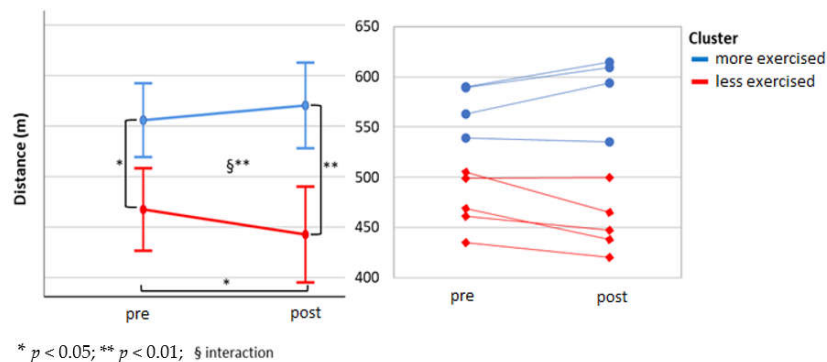 Distance (m)
650
600
550
500
450
400
*
§**
**
*
pre
post
pre
post
Cluster
more exercised
less exercised
* p < 0.05; ** p < 0.01; § interaction